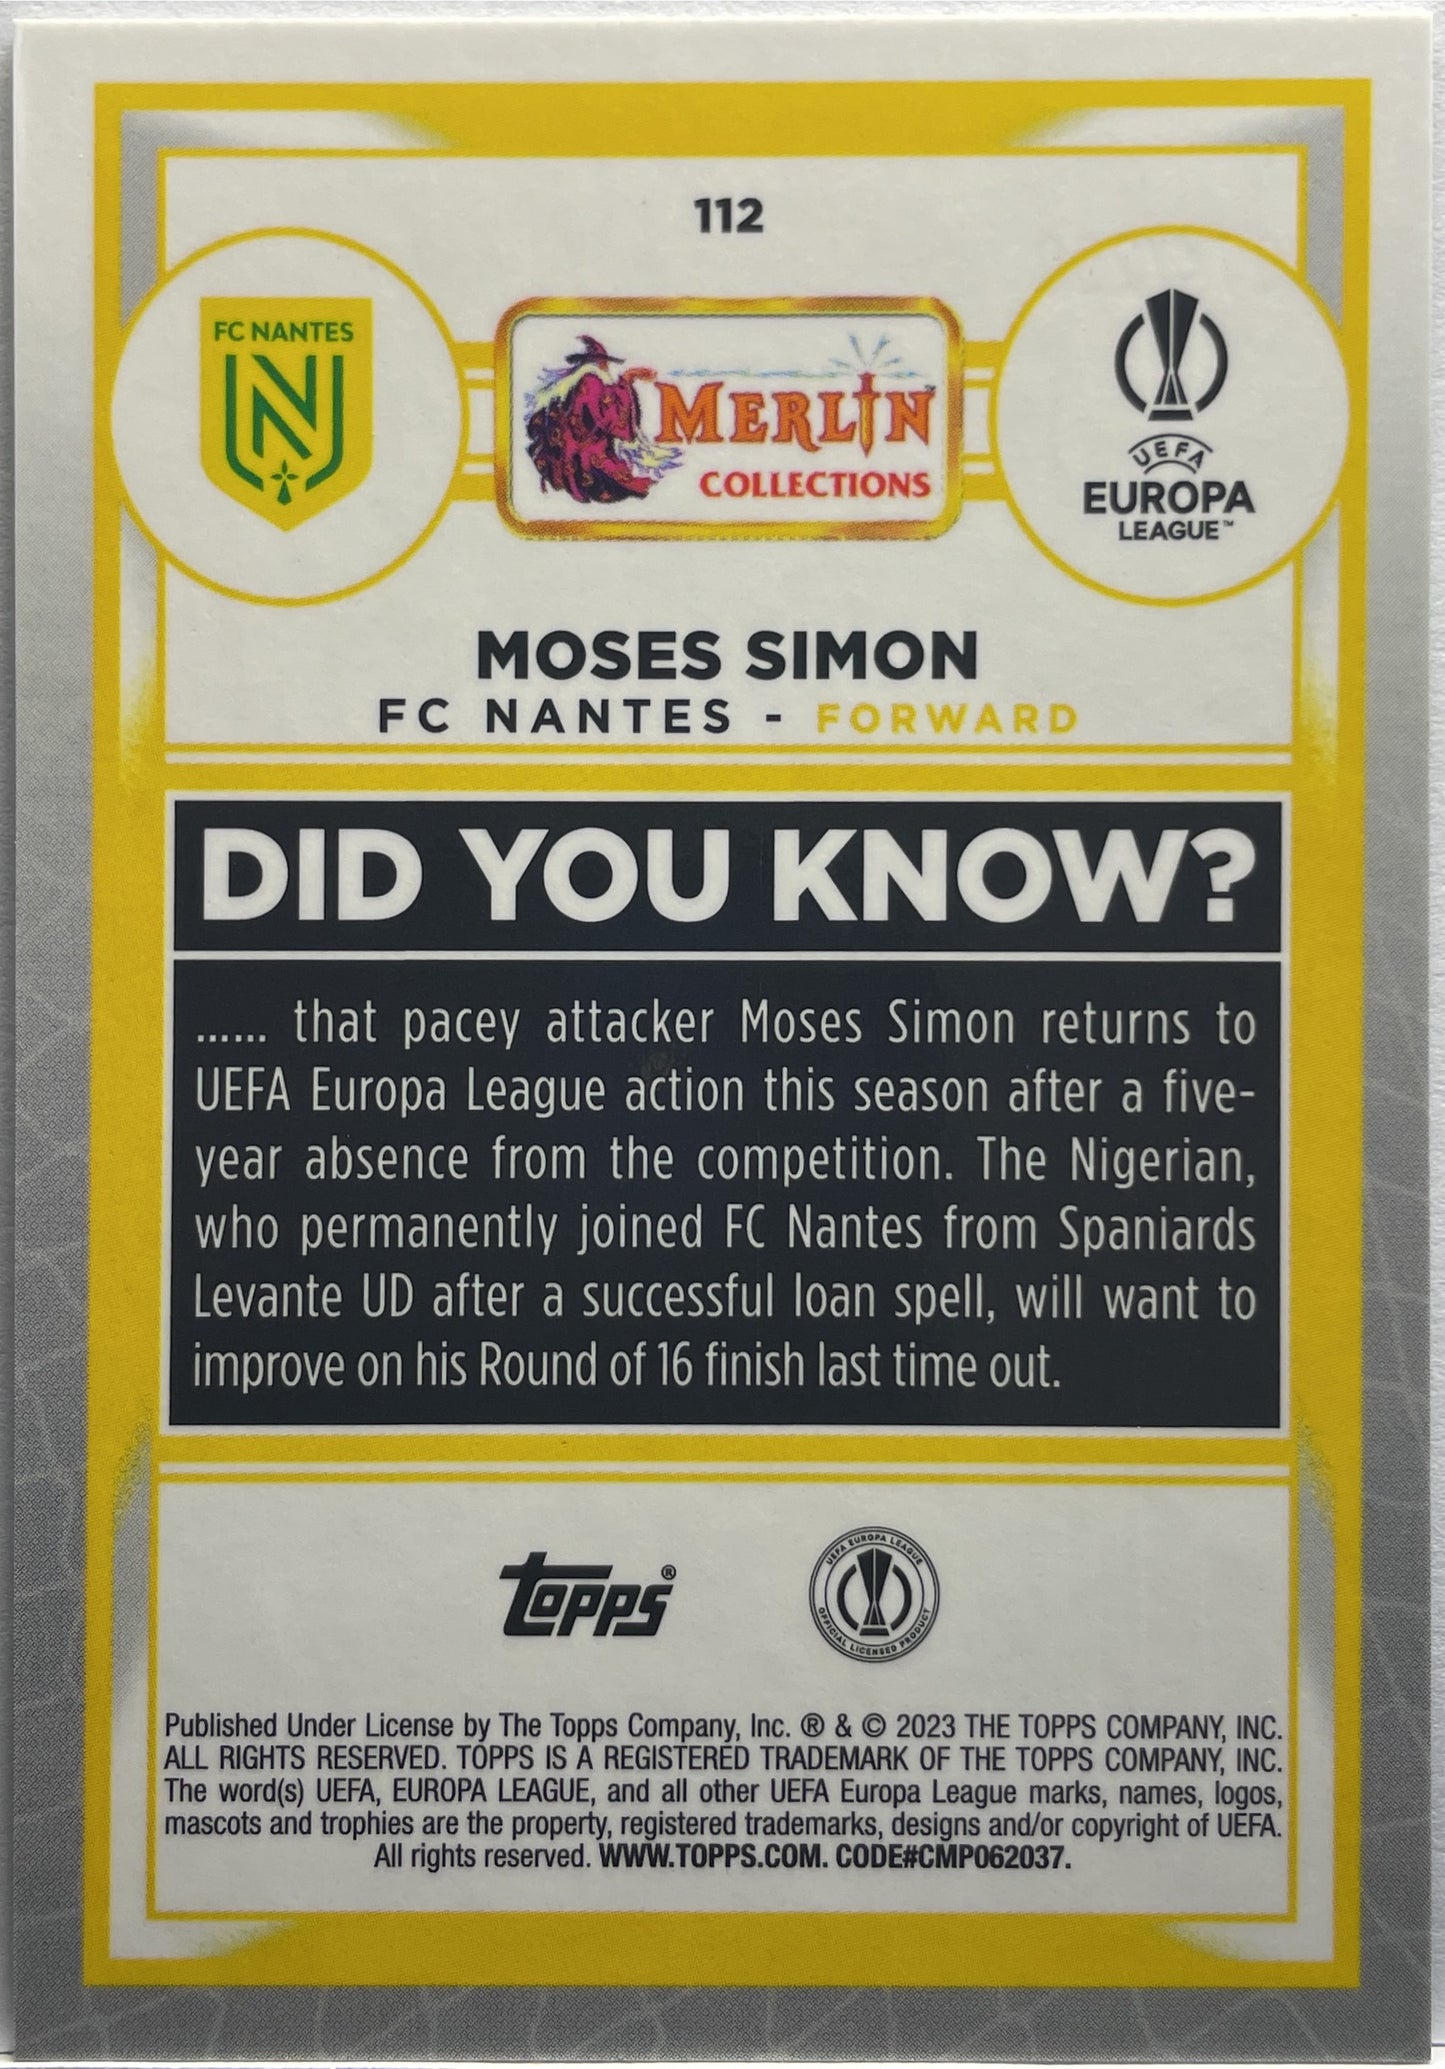 112
FC NANTES
MERLIN™
COLLECTIONS
UEFA
EUROPA
LEAGUE™
MOSES SIMON
FC NANTES - FORWARD
DID YOU KNOW?
...... that pacey attacker Moses Simon returns to
UEFA Europa League action this season after a five-
year absence from the competition. The Nigerian,
who permanently joined FC Nantes from Spaniards
Levante UD after a successful loan spell, will want to
improve on his Round of 16 finish last time out.
topps®
UEFA EUROPA LEAGUE
OFFICIAL LICENSED PRODUCT
Published Under License by The Topps Company, Inc. ® & © 2023 THE TOPPS COMPANY, INC.
ALL RIGHTS RESERVED. TOPPS IS A REGISTERED TRADEMARK OF THE TOPPS COMPANY, INC.
The word(s) UEFA, EUROPA LEAGUE, and all other UEFA Europa League marks, names, logos,
mascots and trophies are the property, registered trademarks, designs and/or copyright of UEFA.
All rights reserved. WWW.TOPPS.COM. CODE#CMP062037.